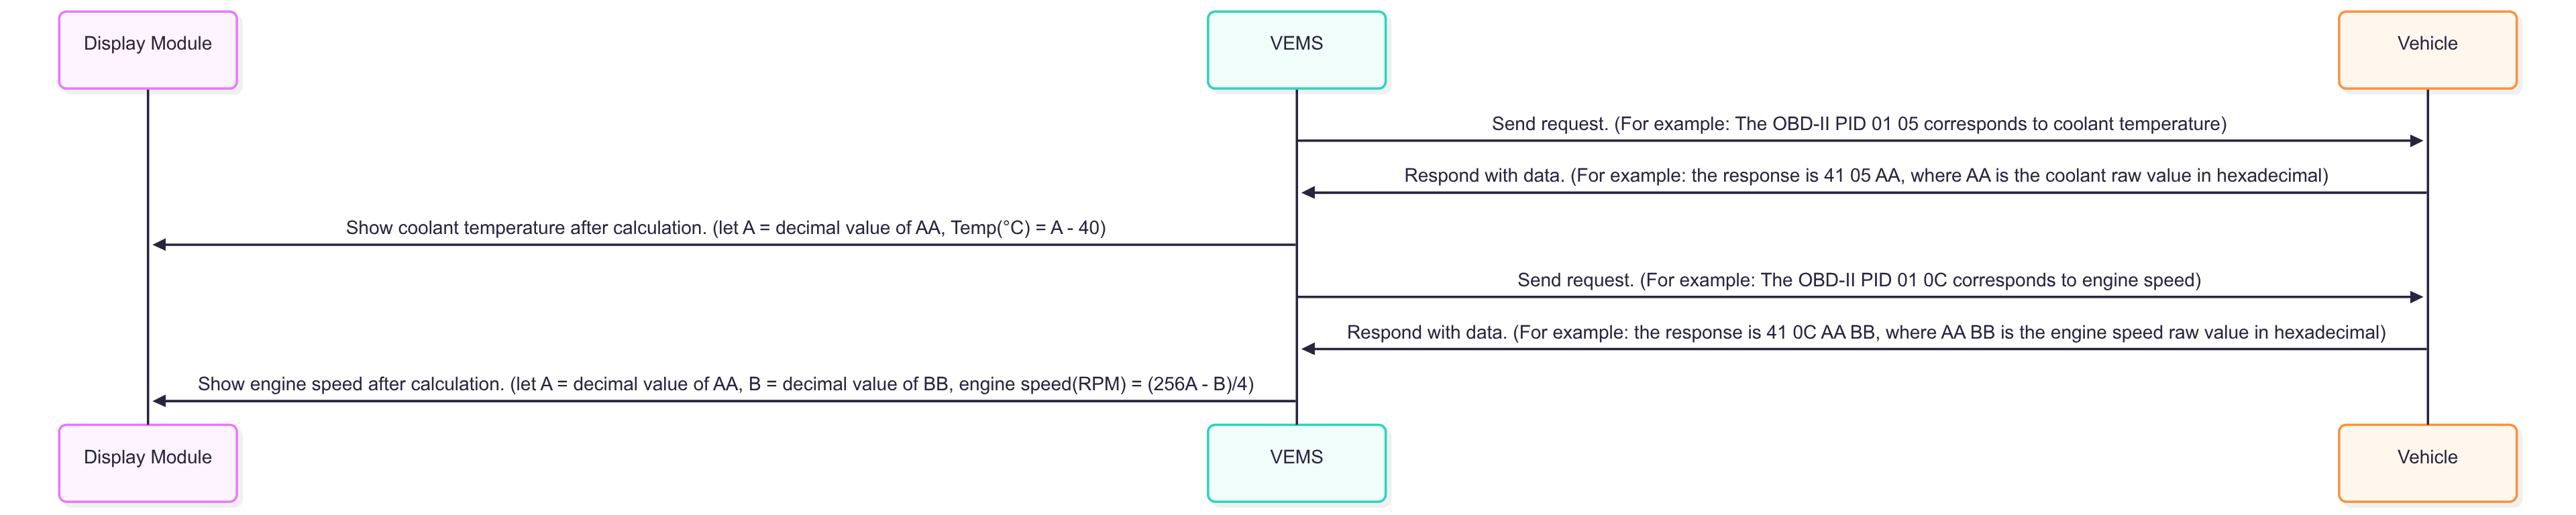 Display Module
VEMS
Vehicle
Send request. (For example: The OBD-II PID 01 05 corresponds to coolant temperature)
Respond with data. (For example: the response is 41 05 AA, where AA is the coolant raw value in hexadecimal)
Show coolant temperature after calculation. (let A = decimal value of AA, Temp(°C) = A - 40)
Send request. (For example: The OBD-II PID 01 0C corresponds to engine speed)
Respond with data. (For example: the response is 41 0C AA BB, where AA BB is the engine speed raw value in hexadecimal)
Show engine speed after calculation. (let A = decimal value of AA, B = decimal value of BB, engine speed(RPM) = (256A - B)/4)
Display Module
VEMS
Vehicle